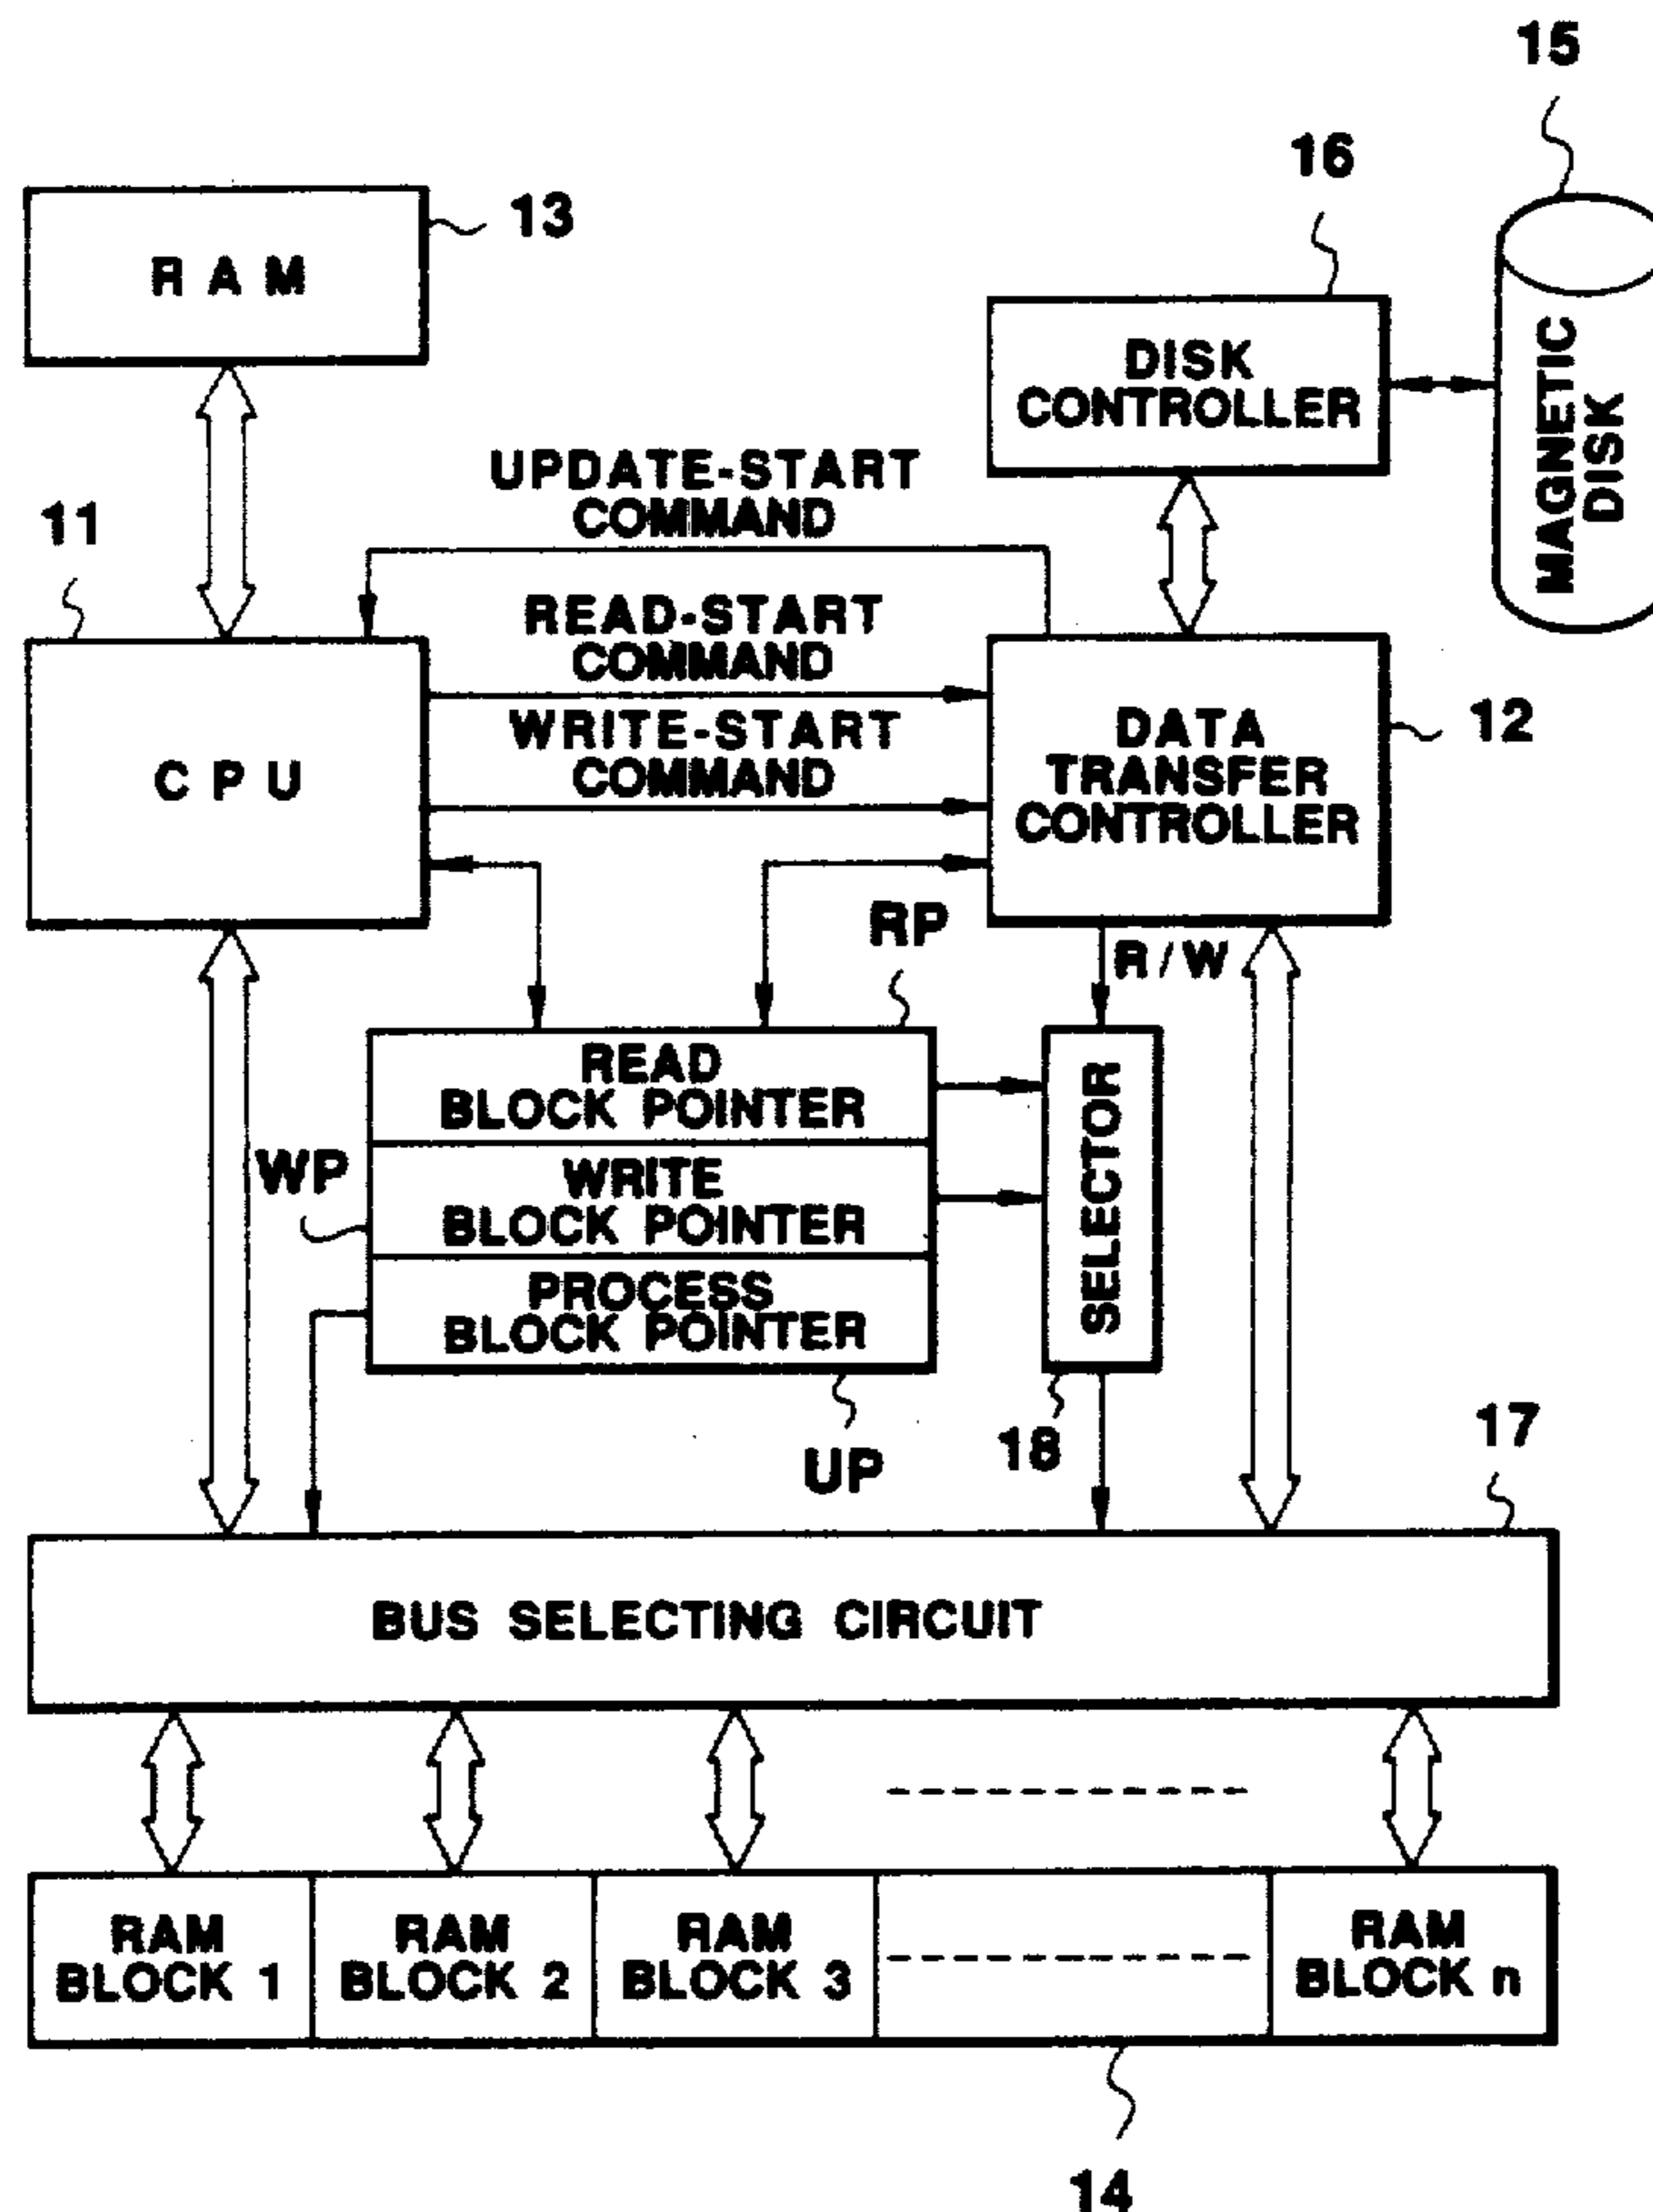 15
16
13
R A M
DISK
CONTROLLER
MAGNETIC
DISK
UPDATE-START
COMMAND
11
READ-START
COMMAND
WRITE-START
COMMAND
C P U
DATA
TRANSFER
CONTROLLER
12
RP
R/W
READ
BLOCK POINTER
WP
WRITE
BLOCK POINTER
PROCESS
BLOCK POINTER
SELECTOR
UP
18
17
BUS SELECTING CIRCUIT
RAM
BLOCK 1
RAM
BLOCK 2
RAM
BLOCK 3
RAM
BLOCK n
14